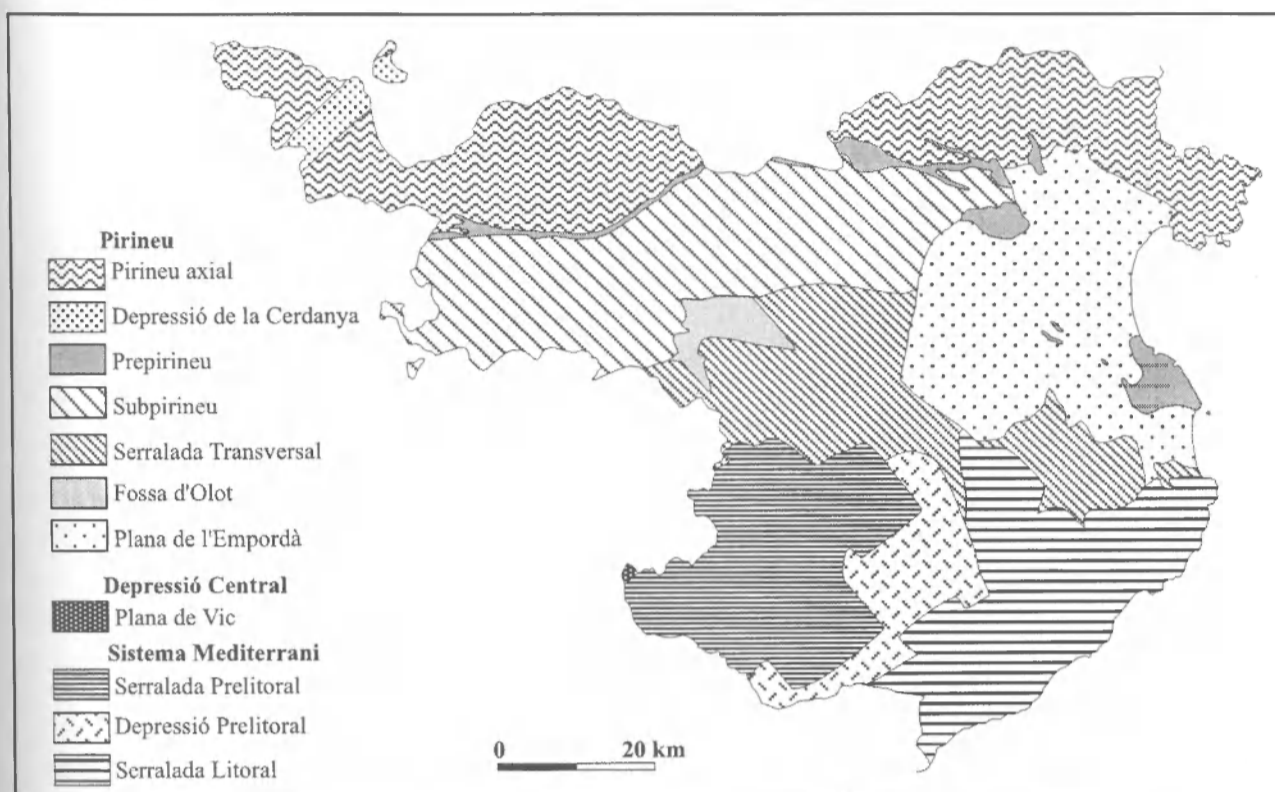 Pirineu
Pirineu axial
Depressió de la Cerdanya
Prepirineu
Subpirineu
Serralada Transversal
Fossa d'Olot
Plana de l'Empordà
Depressió Central
Plana de Vic
Sistema Mediterrani
Serralada Prelitoral
Depressió Prelitoral
Serralada Litoral
0 20 km